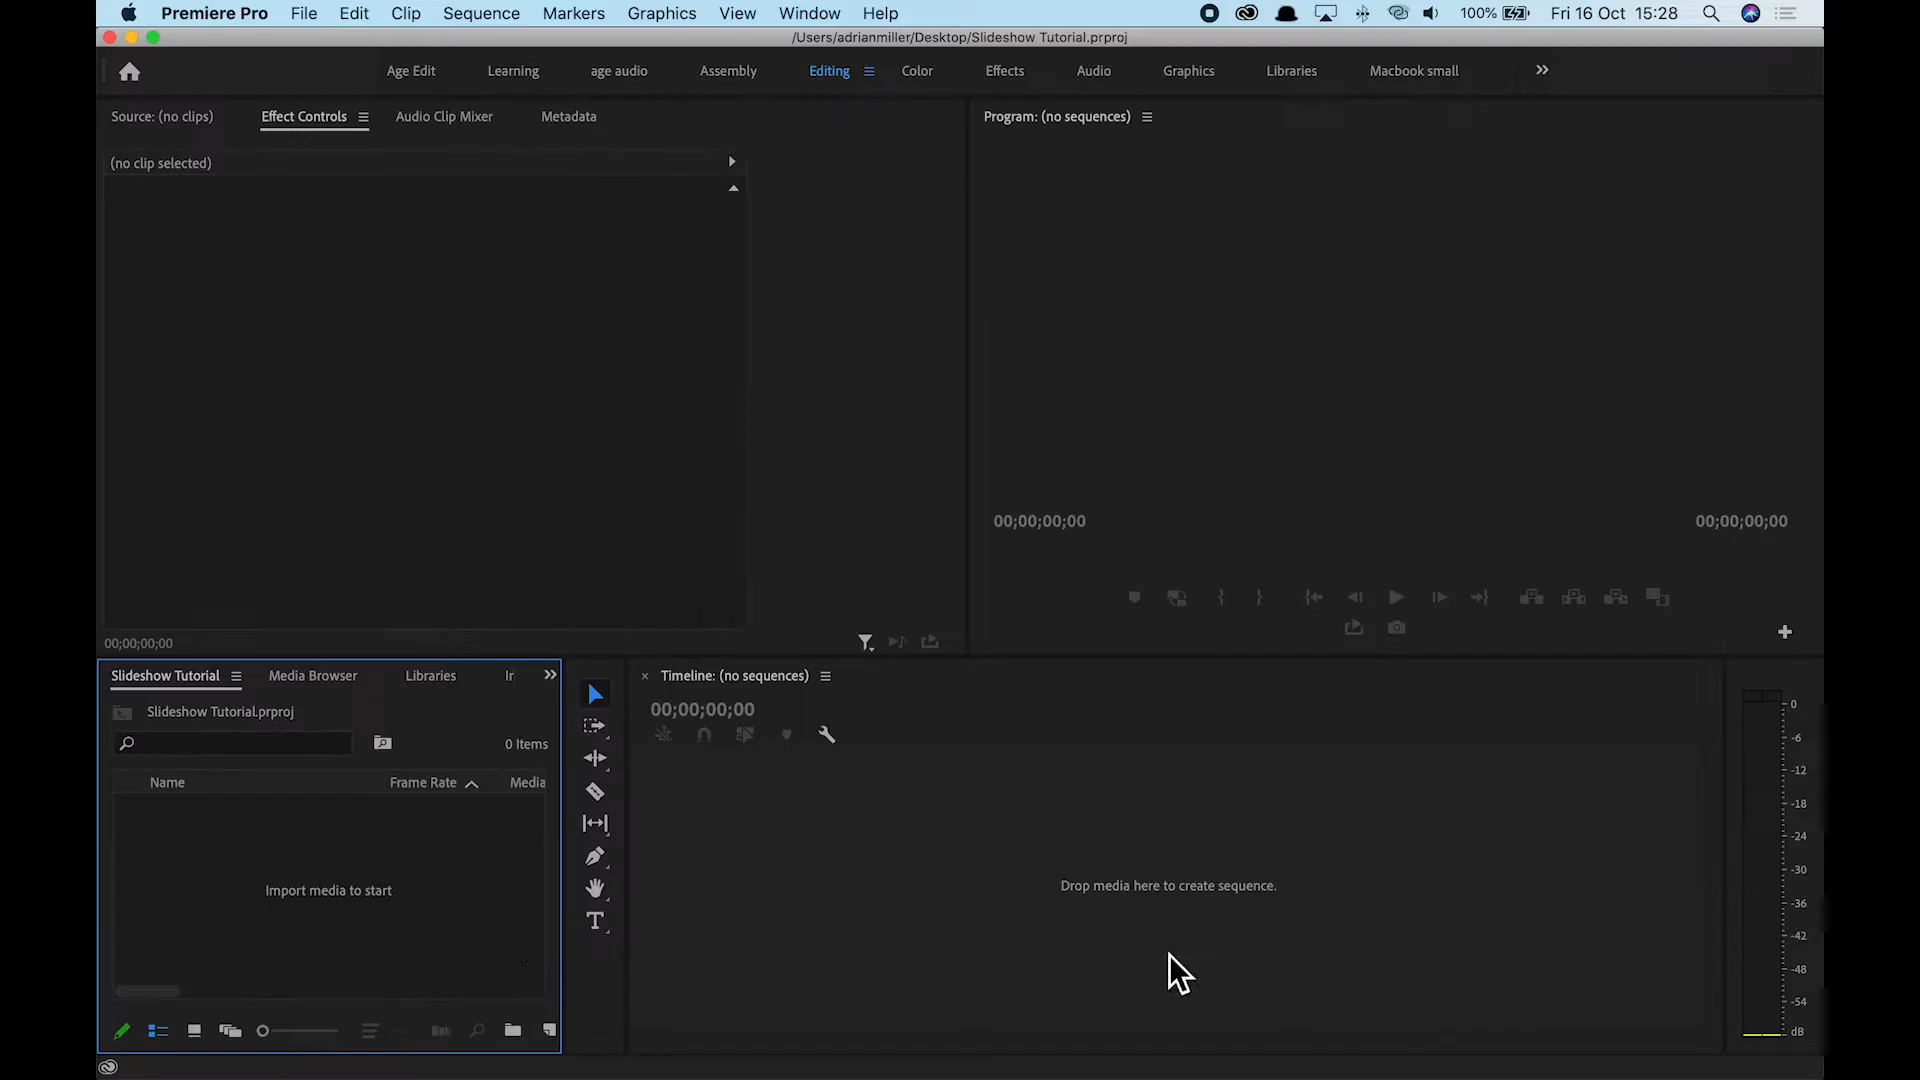 Premiere Pro File Edit Clip Sequence Markers Graphics View Window Help 100% Fri 16 Oct 15:28
/Users/adrianmiller/Desktop/Slideshow Tutorial.prproj
Age Edit Learning age audio Assembly Editing Color Effects Audio Graphics Libraries Macbook small
Source: (no clips) Effect Controls Audio Clip Mixer Metadata
Program: (no sequences)
(no clip selected)
00;00;00;00 00;00;00;00
00;00;00;00
Slideshow Tutorial Media Browser Libraries Ir
Timeline: (no sequences)
Slideshow Tutorial.prproj
00;00;00;00
0 Items
Name Frame Rate Media
Import media to start
Drop media here to create sequence.
0
-6
-12
-18
-24
-30
-36
-42
-48
-54
dB